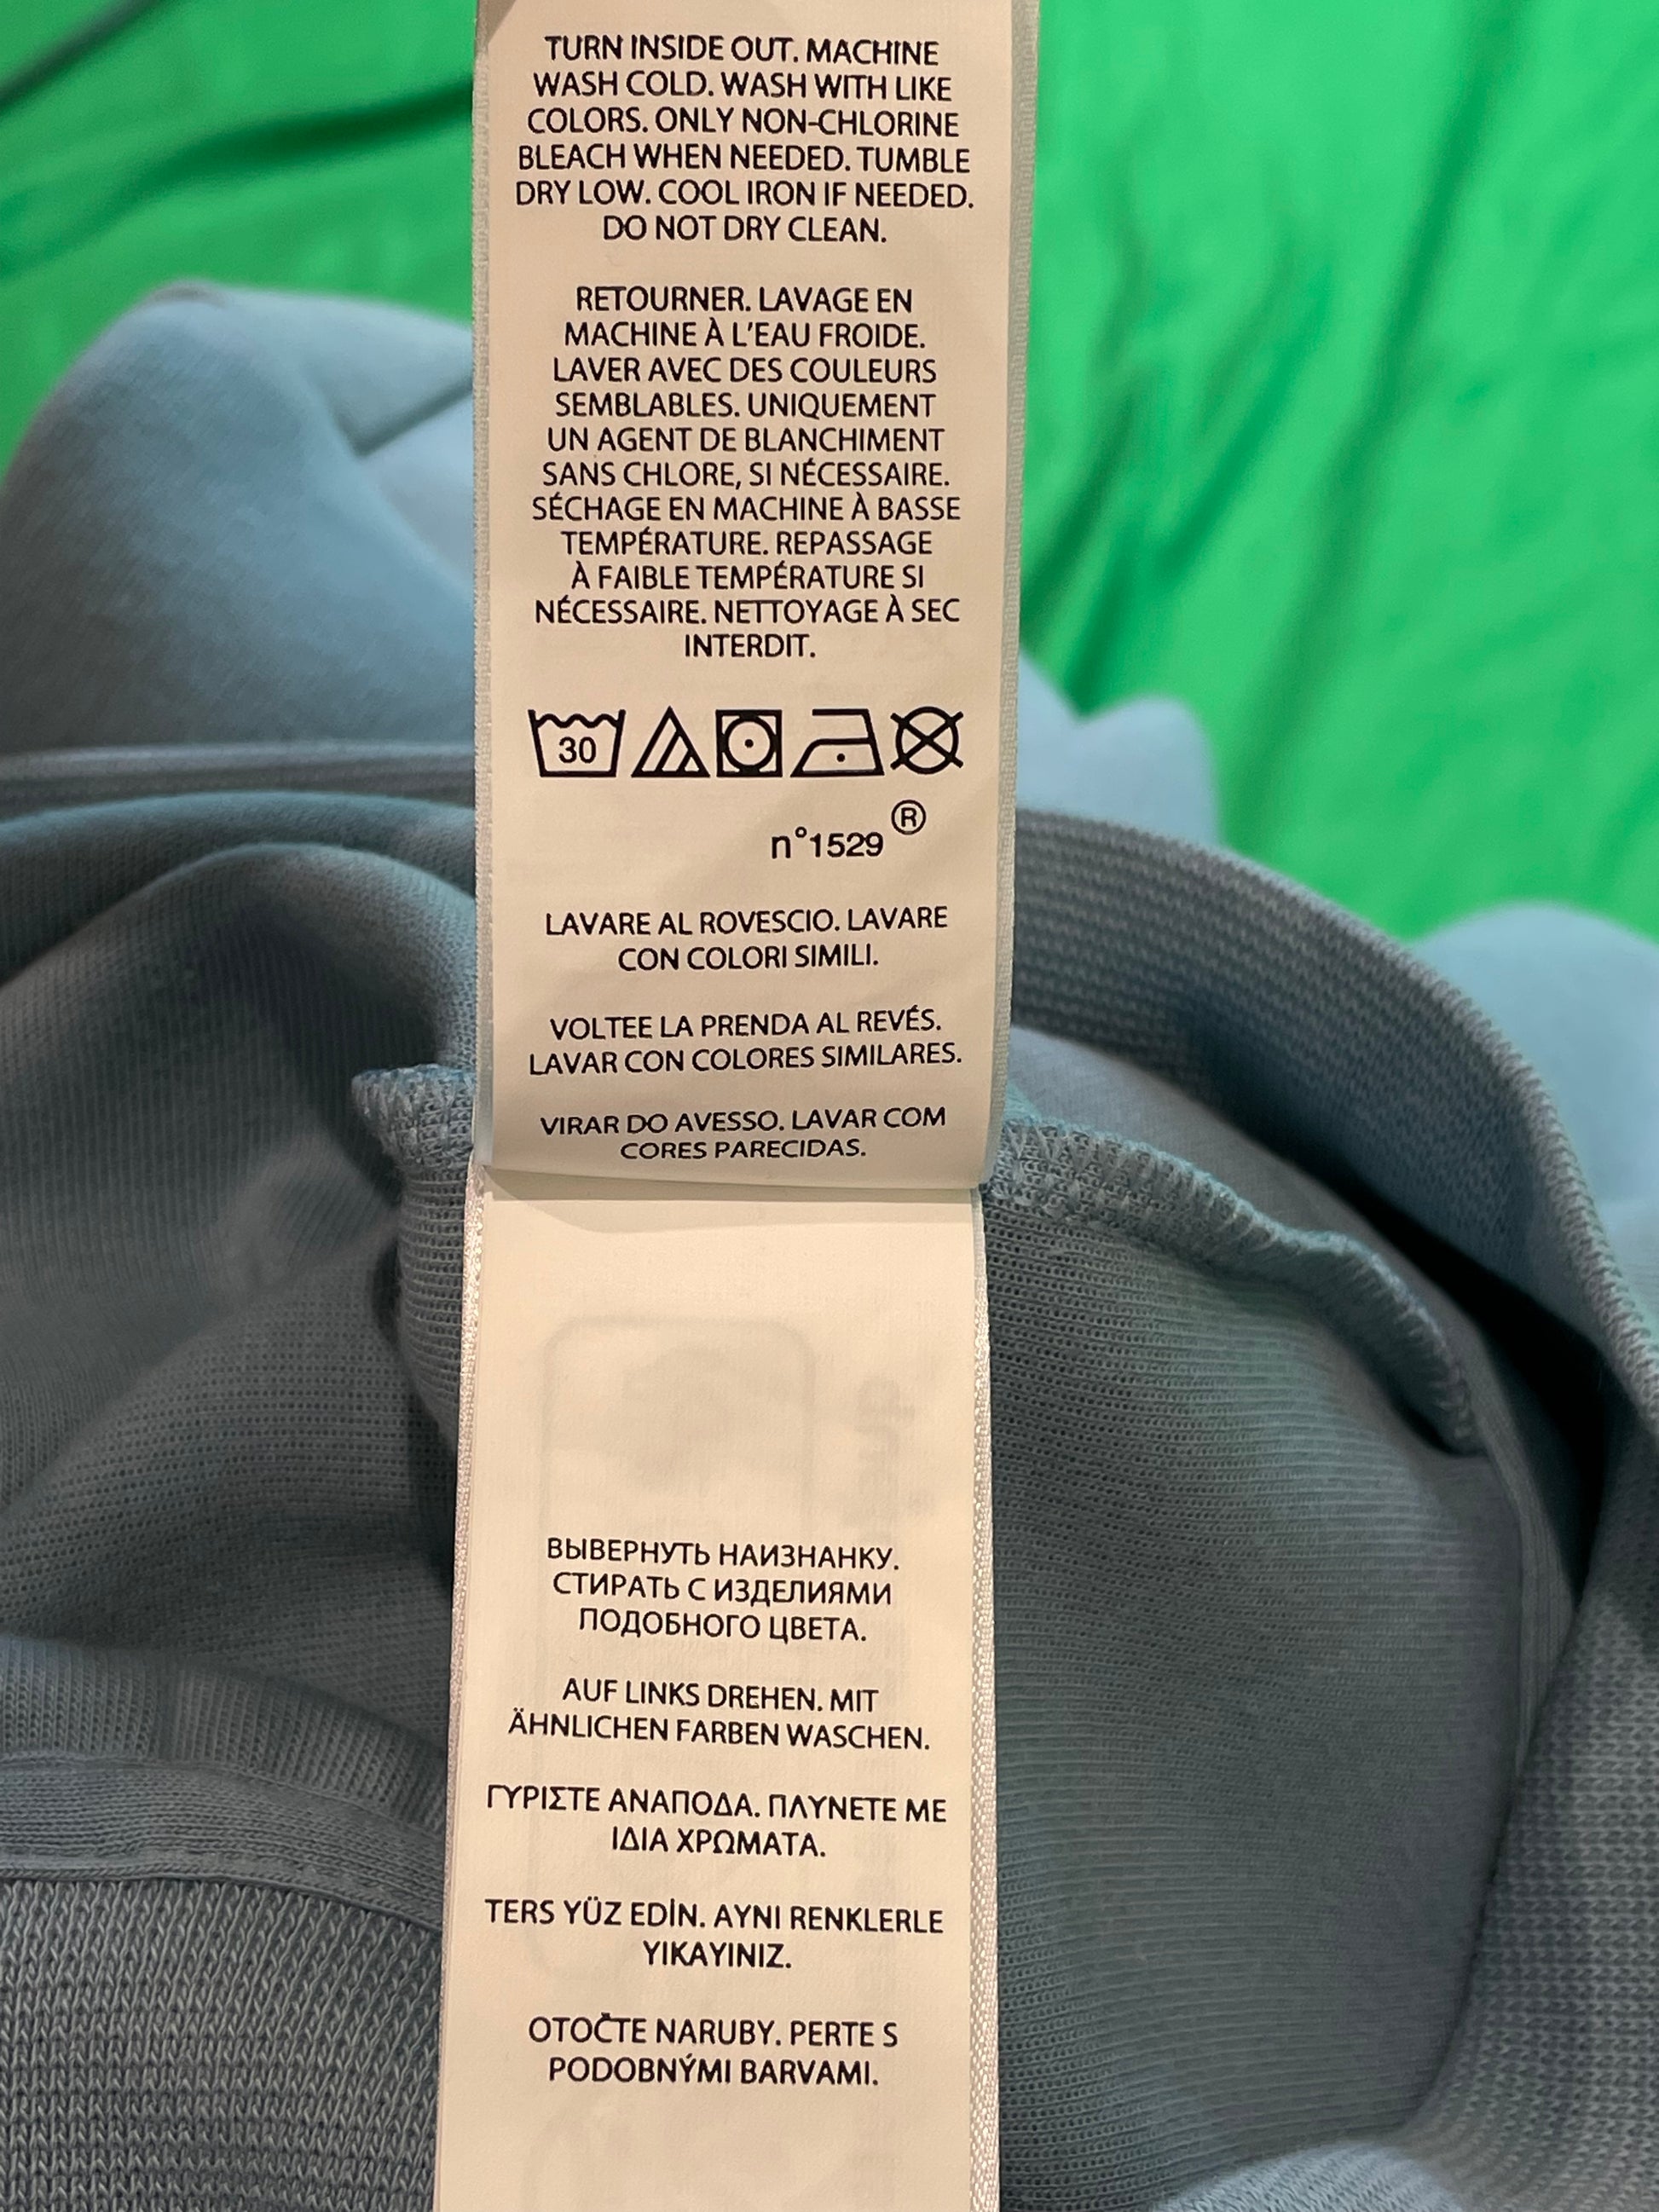 TURN INSIDE OUT. MACHINE
WASH COLD. WASH WITH LIKE
COLORS. ONLY NON-CHLORINE
BLEACH WHEN NEEDED. TUMBLE
DRY LOW. COOL IRON IF NEEDED.
DO NOT DRY CLEAN.
RETOURNER. LAVAGE EN
MACHINE À L'EAU FROIDE.
LAVER AVEC DES COULEURS
SEMBLABLES. UNIQUEMENT
UN AGENT DE BLANCHIMENT
SANS CHLORE, SI NÉCESSAIRE.
SÉCHAGE EN MACHINE À BASSE
TEMPÉRATURE. REPASSAGE
À FAIBLE TEMPÉRATURE SI
NÉCESSAIRE. NETTOYAGE À SEC
INTERDIT.
30
n°1529 ®
LAVARE AL ROVESCIO. LAVARE
CON COLORI SIMILI.
VOLTEE LA PRENDA AL REVÉS.
LAVAR CON COLORES SIMILARES.
VIRAR DO AVESSO. LAVAR COM
CORES PARECIDAS.
ВЫВЕРНУТЬ НАИЗНАНКУ.
СТИРАТЬ С ИЗДЕЛИЯМИ
ПОДОБНОГО ЦВЕТА.
AUF LINKS DREHEN. MIT
ÄHNLICHEN FARBEN WASCHEN.
ΓΥΡΙΣΤΕ ΑΝΑΠΟΔΑ. ΠΛΥΝΕΤΕ ΜΕ
ΙΔΙΑ ΧΡΩΜΑΤΑ.
TERS YÜZ EDİN. AYNI RENKLERLE
YIKAYINIZ.
OTOČTE NARUBY. PERTE S
PODOBNÝMI BARVAMI.